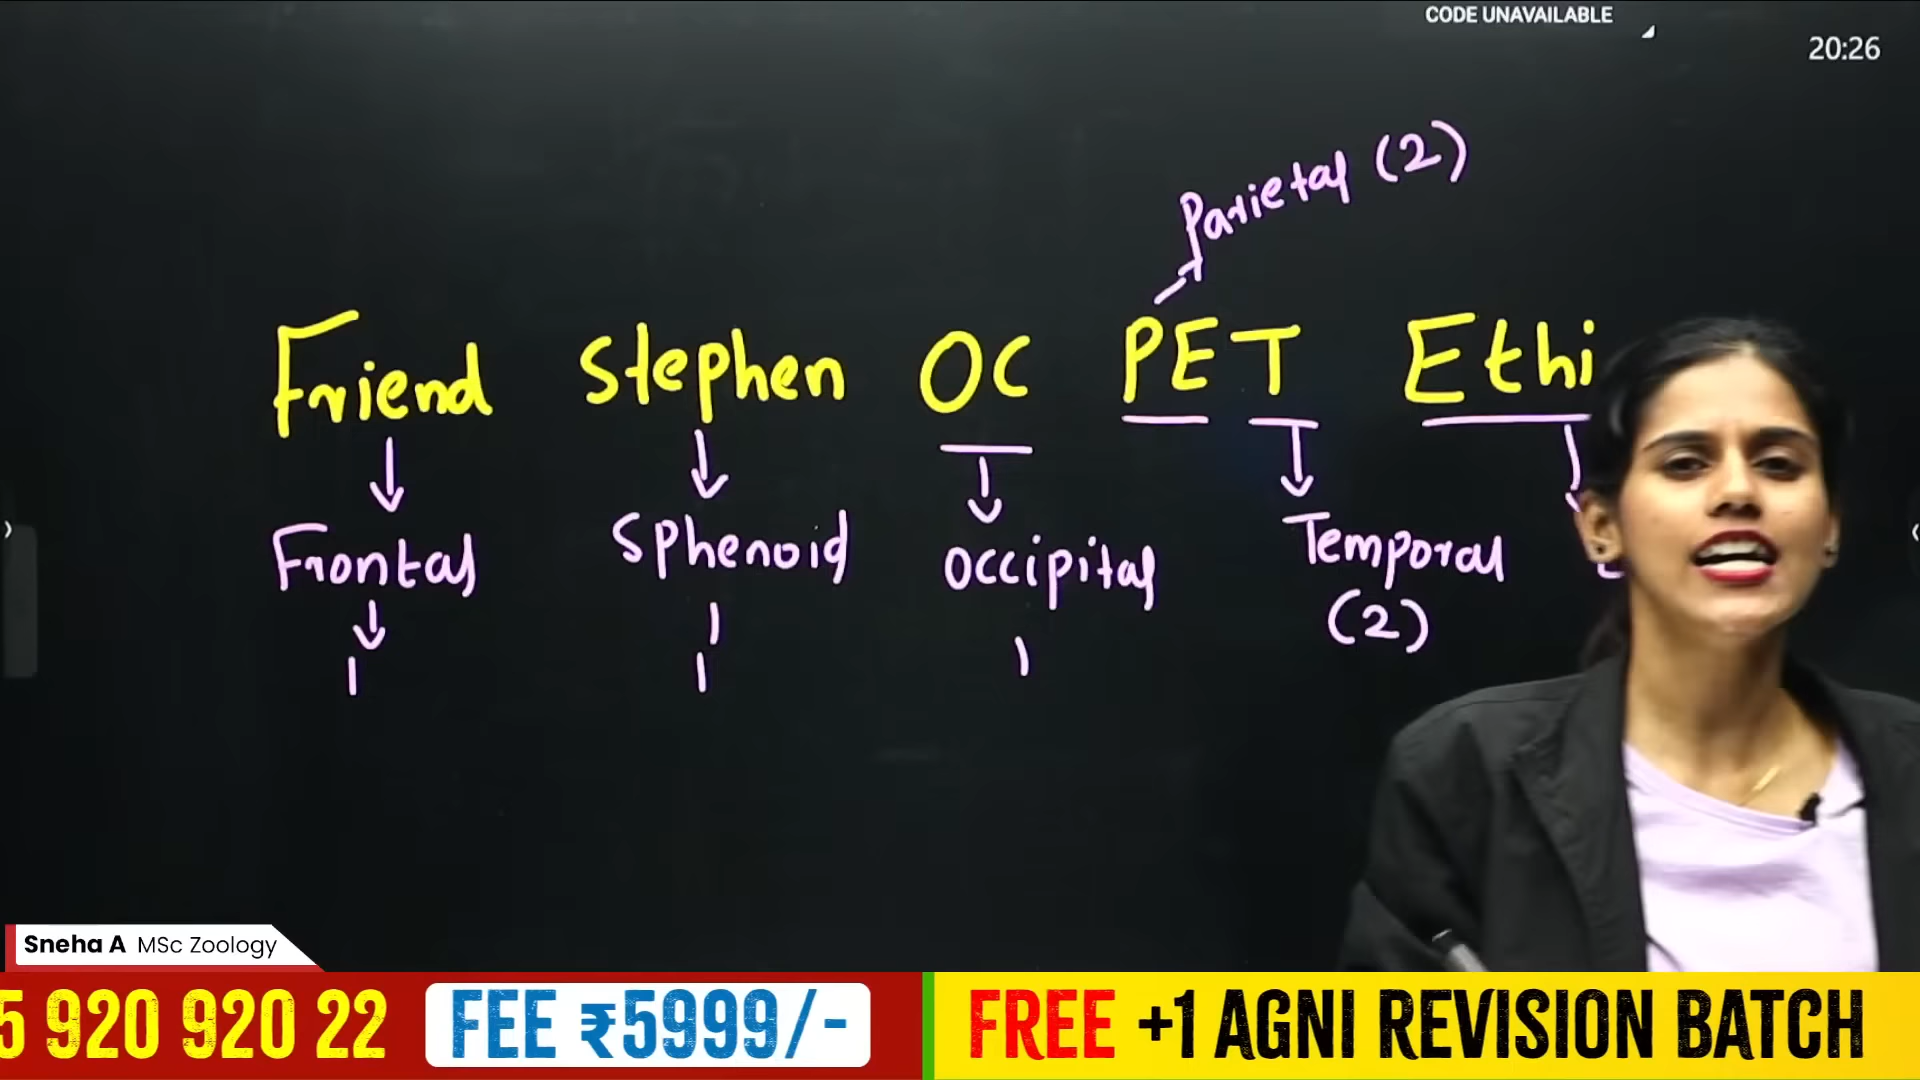 CODE UNAVAILABLE
20:26
Parietal (2)
Friend Stephen OC PET Ethi
Frontal Sphenoid Occipital Temporal
(2)
1 1 1
Sneha A MSc Zoology
5 920 920 22 FEE ₹5999/- FREE +1 AGNI REVISION BATCH